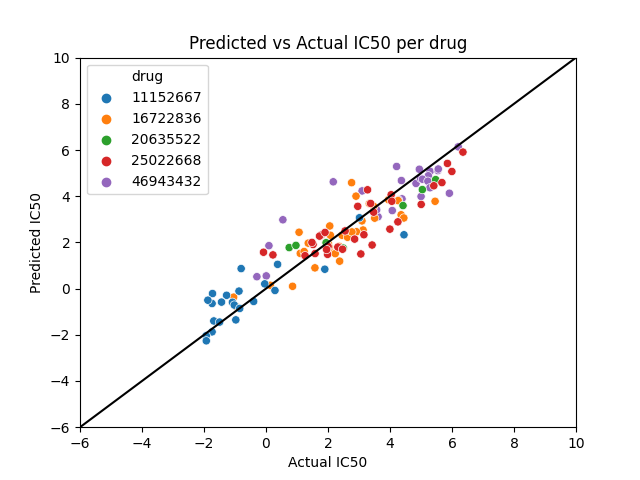 Predicted vs Actual IC50 per drug
10
8
6
4
2
0
−2
−4
−6
Predicted IC50
drug
11152667
16722836
20635522
25022668
46943432
−6 −4 −2 0 2 4 6 8 10
Actual IC50